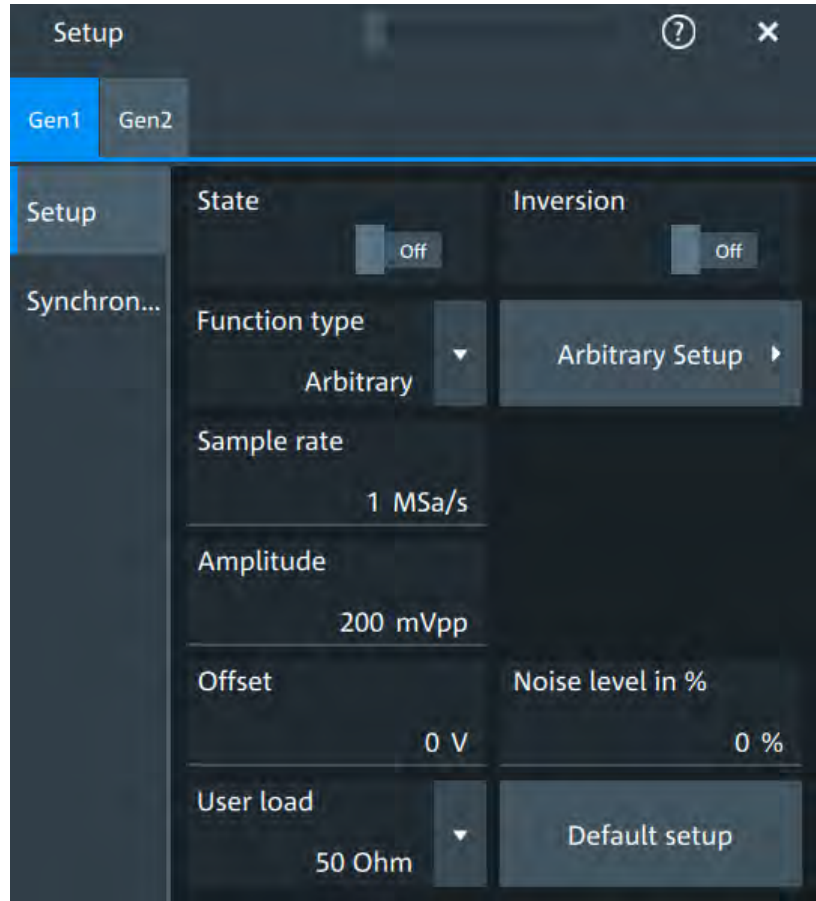 Setup
Gen1 Gen2
Setup
Synchron...
State
Off
Inversion
Off
Function type
Arbitrary
Arbitrary Setup
Sample rate
1 MSa/s
Amplitude
200 mVpp
Offset
0 V
Noise level in %
0 %
User load
50 Ohm
Default setup